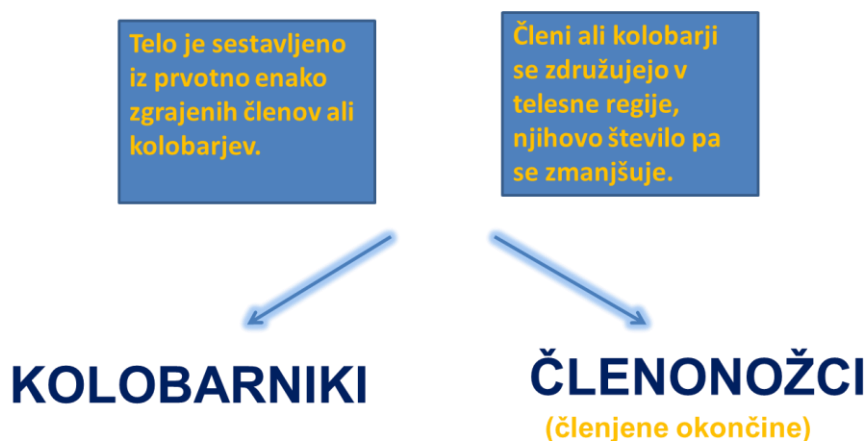 Telo je sestavljeno
iz prvotno enako
zgrajenih členov ali
kolobarjev.
Členi ali kolobarji
se združujejo v
telesne regije,
njihovo število pa
se zmanjšuje.
KOLOBARNIKI
ČLENONOŽCI
(členjene okončine)